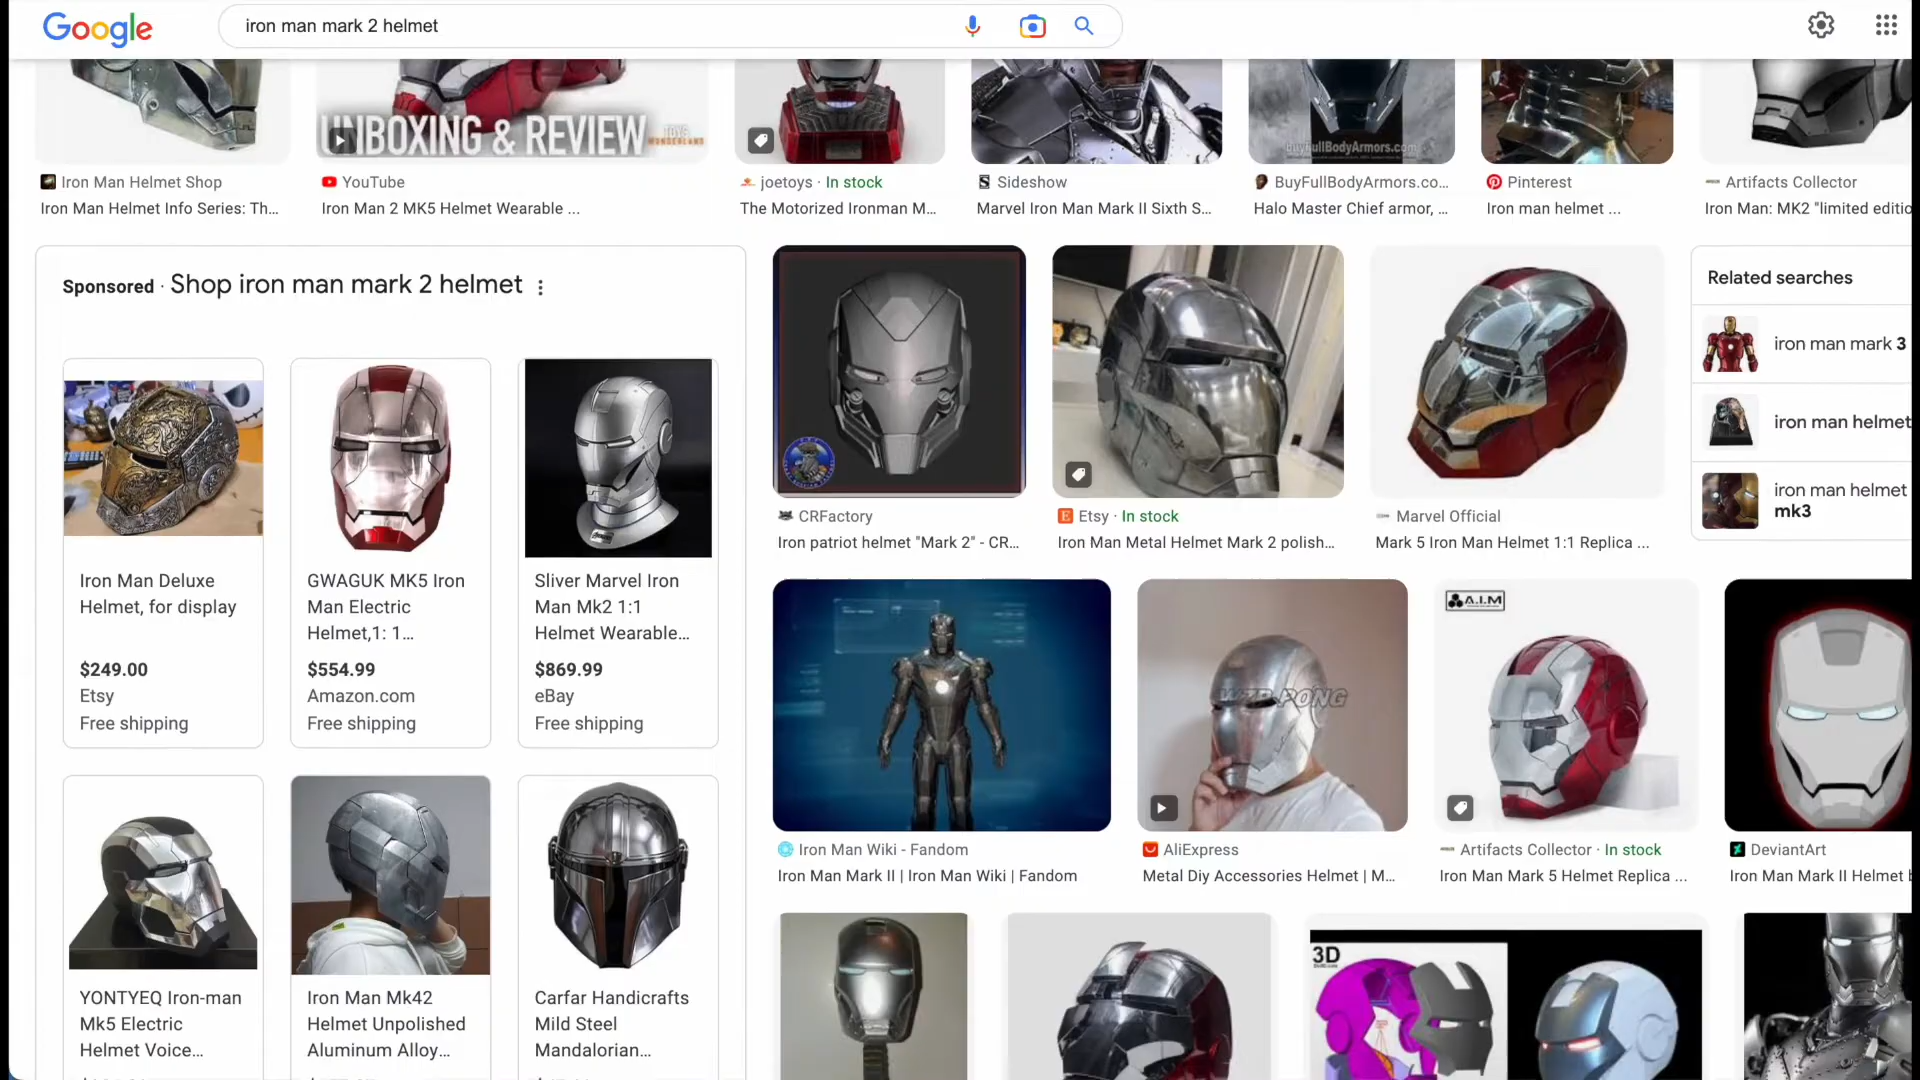 Google
iron man mark 2 helmet
UNBOXING & REVIEW
TOYS
WONDERLAND
BuyFullBodyArmors.com
Iron Man Helmet Shop
Iron Man Helmet Info Series: Th...
YouTube
Iron Man 2 MK5 Helmet Wearable ...
joetoys · In stock
The Motorized Ironman M...
Sideshow
Marvel Iron Man Mark II Sixth S...
BuyFullBodyArmors.co...
Halo Master Chief armor, ...
Pinterest
Iron man helmet ...
Artifacts Collector
Iron Man: MK2 "limited editio
Sponsored · Shop iron man mark 2 helmet
Iron Man Deluxe
Helmet, for display
$249.00
Etsy
Free shipping
GWAGUK MK5 Iron
Man Electric
Helmet,1: 1...
$554.99
Amazon.com
Free shipping
Sliver Marvel Iron
Man Mk2 1:1
Helmet Wearable...
$869.99
eBay
Free shipping
YONTYEQ Iron-man
Mk5 Electric
Helmet Voice...
Iron Man Mk42
Helmet Unpolished
Aluminum Alloy...
Carfar Handicrafts
Mild Steel
Mandalorian...
CRFactory
Iron patriot helmet "Mark 2" - CR...
Etsy · In stock
Iron Man Metal Helmet Mark 2 polish...
Marvel Official
Mark 5 Iron Man Helmet 1:1 Replica ...
Related searches
iron man mark 3
iron man helmet
iron man helmet
mk3
Iron Man Wiki - Fandom
Iron Man Mark II | Iron Man Wiki | Fandom
WZP.PONG
AliExpress
Metal Diy Accessories Helmet | M...
A.I.M
Artifacts Collector · In stock
Iron Man Mark 5 Helmet Replica ...
DeviantArt
Iron Man Mark II Helmet b
3D